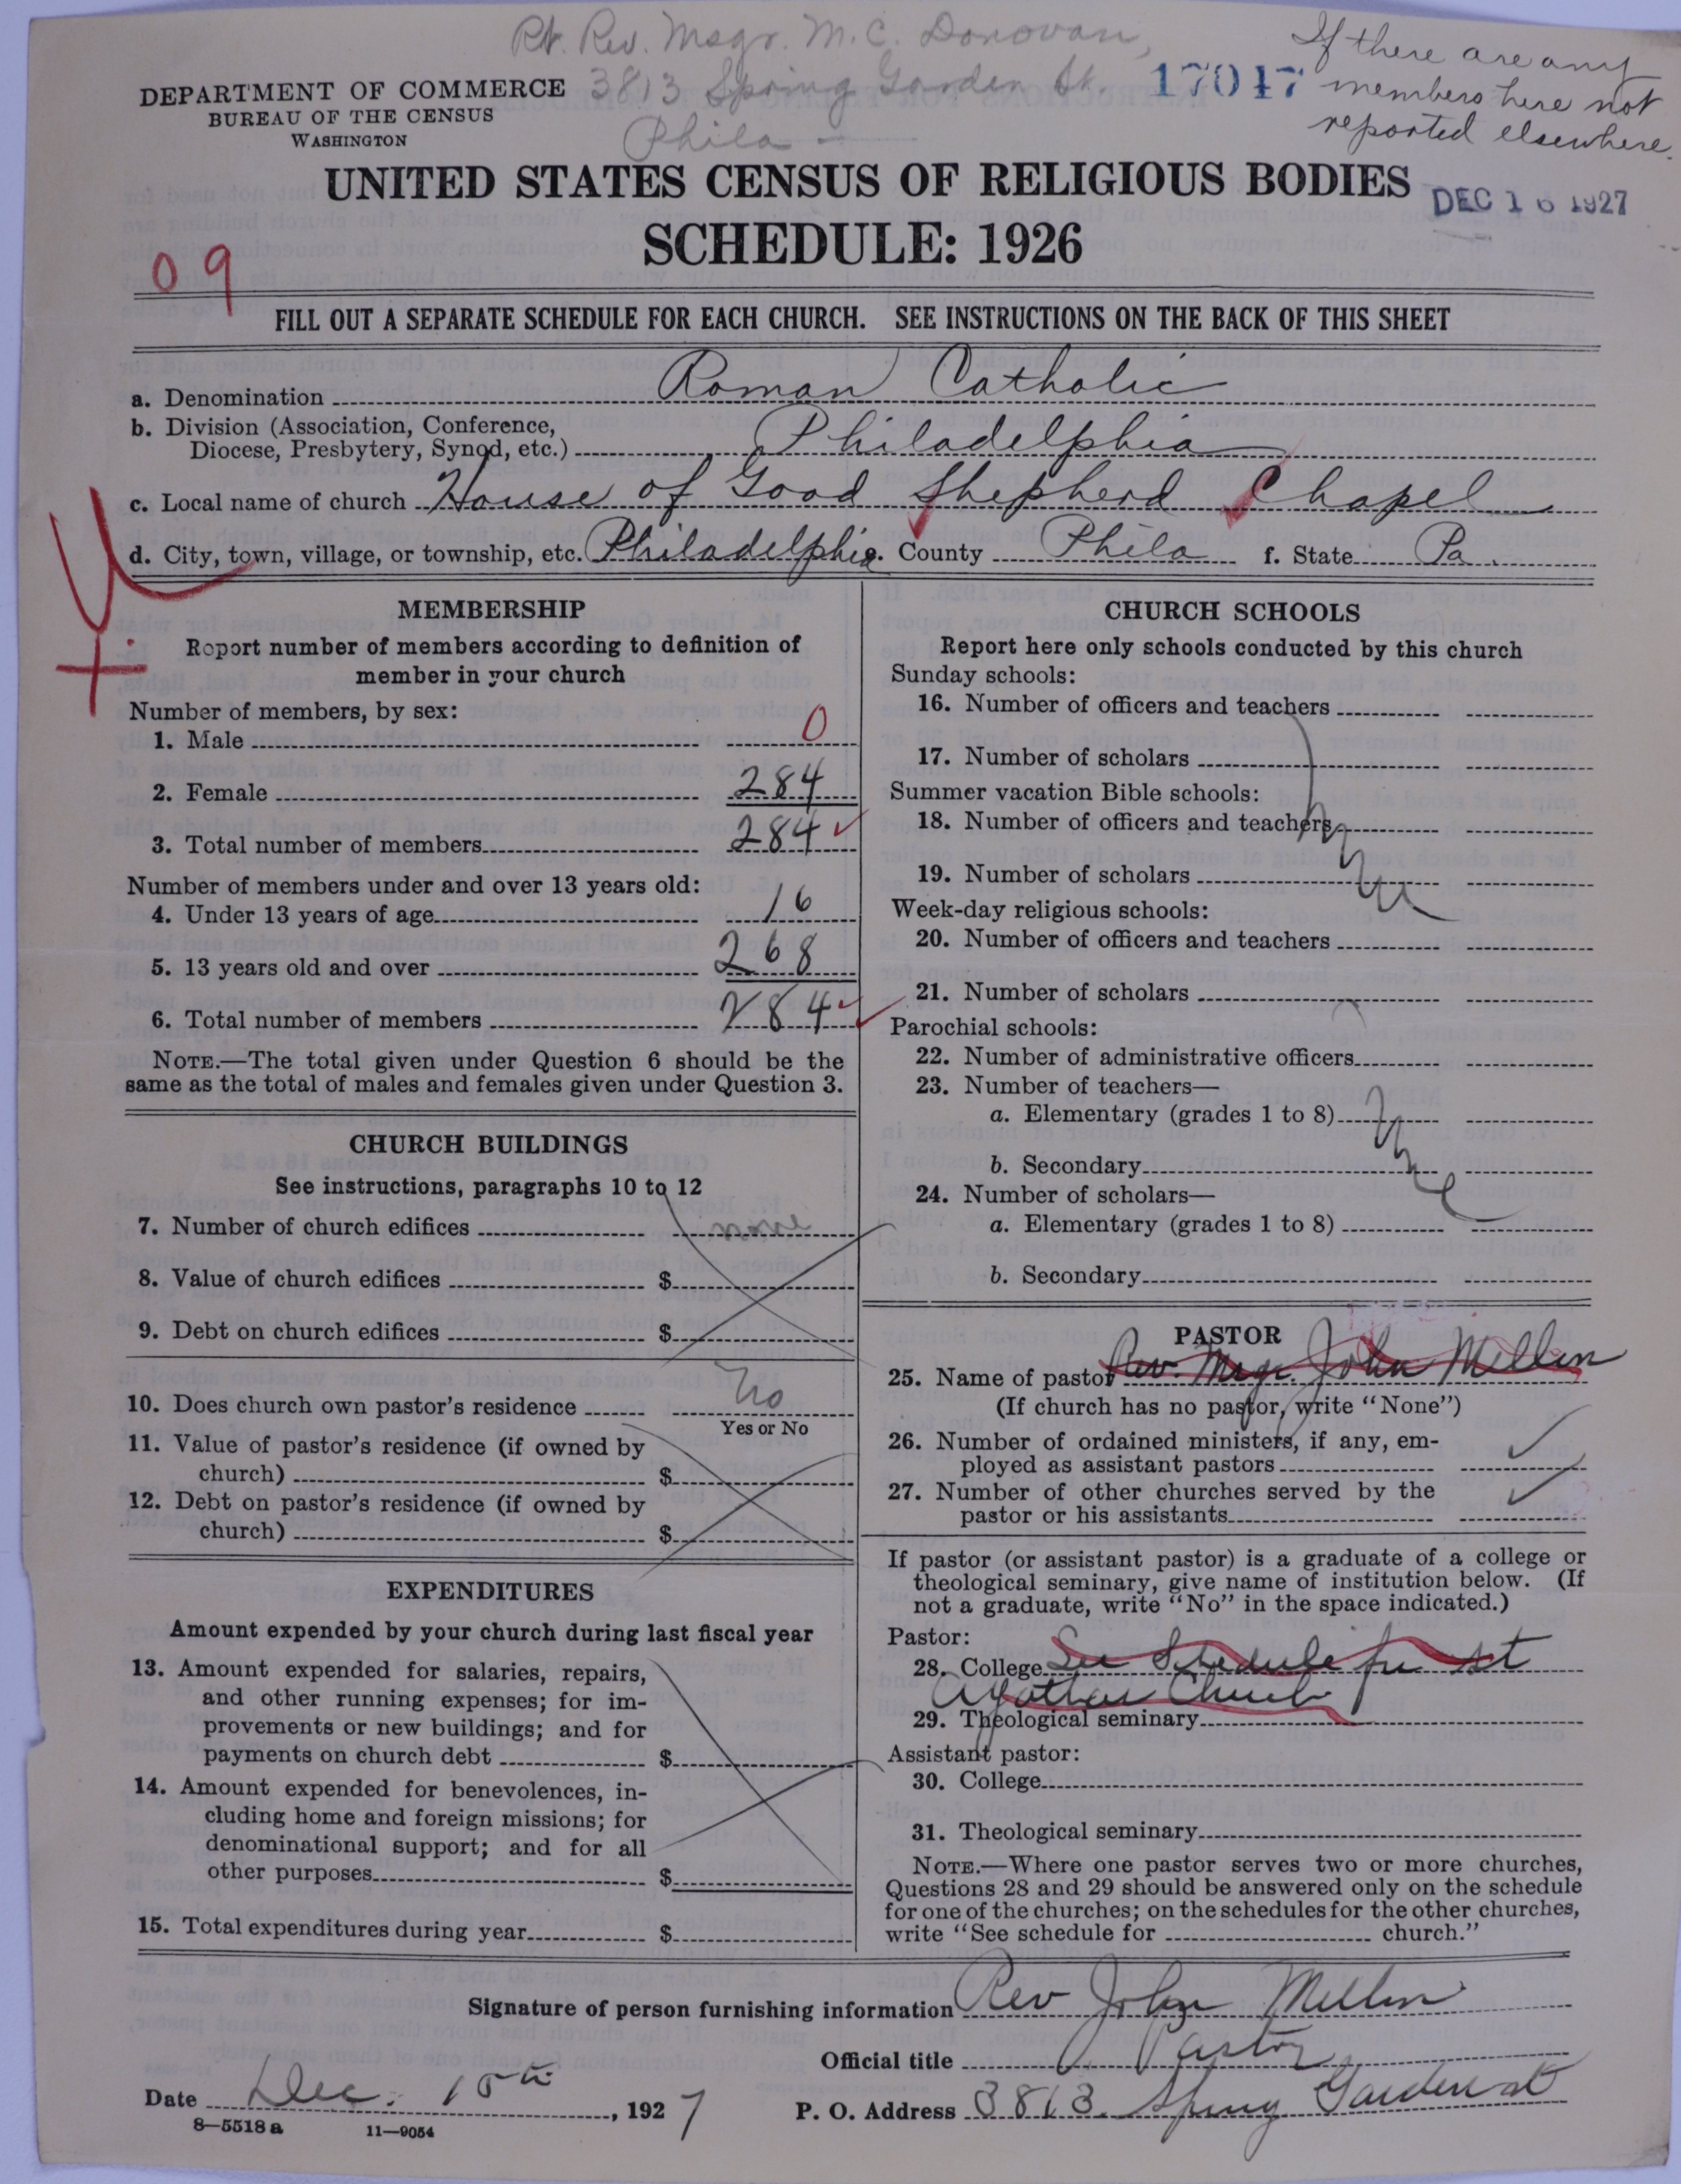 Rt. Rev. Msgr. M. C. Donovan,
3813 Spring Garden St.
Phila -
17047
If there are any
members here not
reported elsewhere.
DEPARTMENT OF COMMERCE
BUREAU OF THE CENSUS
WASHINGTON
UNITED STATES CENSUS OF RELIGIOUS BODIES
DEC 16 1927
SCHEDULE: 1926
09
FILL OUT A SEPARATE SCHEDULE FOR EACH CHURCH. SEE INSTRUCTIONS ON THE BACK OF THIS SHEET
a. Denomination Roman Catholic
b. Division (Association, Conference,
Diocese, Presbytery, Synod, etc.) Philadelphia
c. Local name of church House of Good Shepherd Chapel
d. City, town, village, or township, etc. Philadelphia e. County Phila f. State Pa.
MEMBERSHIP
Report number of members according to definition of
member in your church
Number of members, by sex:
1. Male 0
2. Female 284
3. Total number of members 284
Number of members under and over 13 years old:
4. Under 13 years of age 16
5. 13 years old and over 268
6. Total number of members 284
NOTE.—The total given under Question 6 should be the
same as the total of males and females given under Question 3.
CHURCH BUILDINGS
See instructions, paragraphs 10 to 12
7. Number of church edifices none
8. Value of church edifices $
9. Debt on church edifices $
10. Does church own pastor's residence No
Yes or No
11. Value of pastor's residence (if owned by
church) $
12. Debt on pastor's residence (if owned by
church) $
EXPENDITURES
Amount expended by your church during last fiscal year
13. Amount expended for salaries, repairs,
and other running expenses; for im-
provements or new buildings; and for
payments on church debt $
14. Amount expended for benevolences, in-
cluding home and foreign missions; for
denominational support; and for all
other purposes $
15. Total expenditures during year $
CHURCH SCHOOLS
Report here only schools conducted by this church
Sunday schools:
16. Number of officers and teachers
17. Number of scholars
Summer vacation Bible schools:
18. Number of officers and teachers
19. Number of scholars
Week-day religious schools:
20. Number of officers and teachers
21. Number of scholars
Parochial schools:
22. Number of administrative officers
23. Number of teachers—
a. Elementary (grades 1 to 8)
b. Secondary
24. Number of scholars—
a. Elementary (grades 1 to 8)
b. Secondary
PASTOR
25. Name of pastor Rev. Msgr. John Mellon
(If church has no pastor, write "None")
26. Number of ordained ministers, if any, em-
ployed as assistant pastors
27. Number of other churches served by the
pastor or his assistants
If pastor (or assistant pastor) is a graduate of a college or
theological seminary, give name of institution below. (If
not a graduate, write "No" in the space indicated.)
Pastor:
28. College See Schedule for St
Agathas Church
29. Theological seminary
Assistant pastor:
30. College
31. Theological seminary
NOTE.—Where one pastor serves two or more churches,
Questions 28 and 29 should be answered only on the schedule
for one of the churches; on the schedules for the other churches,
write "See schedule for church."
Signature of person furnishing information Rev John Mellon
Official title Pastor
Date Dec. 15th, 1927 P. O. Address 3813 Spring Garden St
8—5518a 11—9054